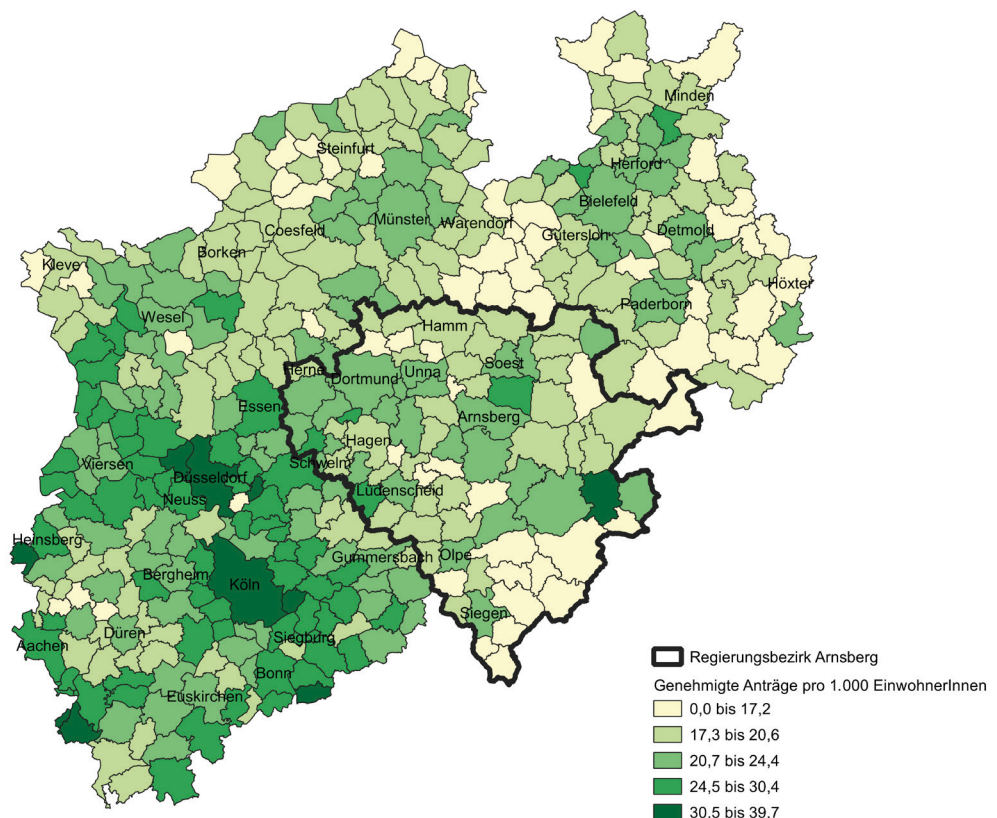 Minden
Steinfurt
Herford
Bielefeld
Münster
Warendorf
Coesfeld
Gütersloh
Detmold
Borken
Kleve
Höxter
Paderborn
Wesel
Hamm
Soest
Herne
Unna
Dortmund
Essen
Arnsberg
Hagen
Schwelm
Viersen
Düsseldorf
Lüdenscheid
Neuss
Heinsberg
Gummersbach
Olpe
Bergheim
Köln
Siegen
Düren
Siegburg
Aachen
Bonn
Euskirchen
Regierungsbezirk Arnsberg
Genehmigte Anträge pro 1.000 EinwohnerInnen
0,0 bis 17,2
17,3 bis 20,6
20,7 bis 24,4
24,5 bis 30,4
30,5 bis 39,7